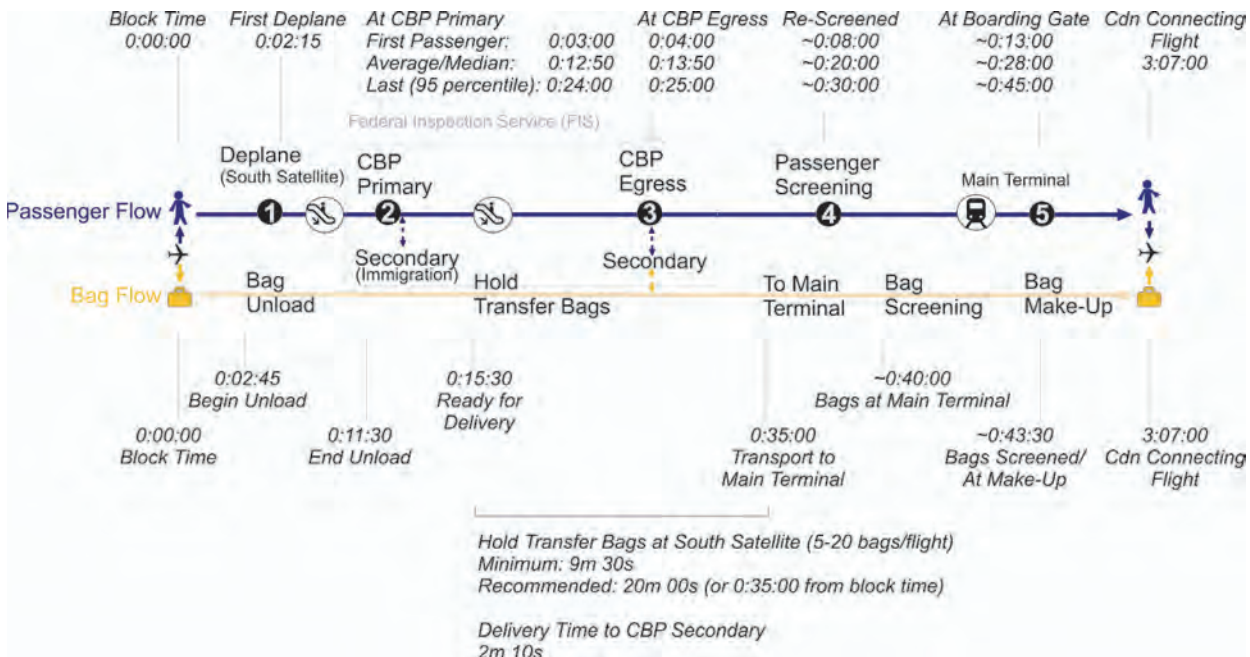 Block Time
0:00:00
First Deplane
0:02:15
At CBP Primary
First Passenger: 0:03:00
Average/Median: 0:12:50
Last (95 percentile): 0:24:00
At CBP Egress
0:04:00
0:13:50
0:25:00
Re-Screened
~0:08:00
~0:20:00
~0:30:00
At Boarding Gate
~0:13:00
~0:28:00
~0:45:00
Cdn Connecting
Flight
3:07:00
Federal Inspection Service (FIS)
Deplane
(South Satellite)
CBP
Primary
CBP
Egress
Passenger
Screening
Main Terminal
Passenger Flow
1
2
3
4
5
Secondary
(Immigration)
Secondary
Bag Flow
Bag
Unload
Hold
Transfer Bags
To Main
Terminal
Bag
Screening
Bag
Make-Up
0:02:45
Begin Unload
0:15:30
Ready for
Delivery
~0:40:00
Bags at Main Terminal
0:00:00
Block Time
0:11:30
End Unload
0:35:00
Transport to
Main Terminal
~0:43:30
Bags Screened/
At Make-Up
3:07:00
Cdn Connecting
Flight
Hold Transfer Bags at South Satellite (5-20 bags/flight)
Minimum: 9m 30s
Recommended: 20m 00s (or 0:35:00 from block time)
Delivery Time to CBP Secondary
2m 10s